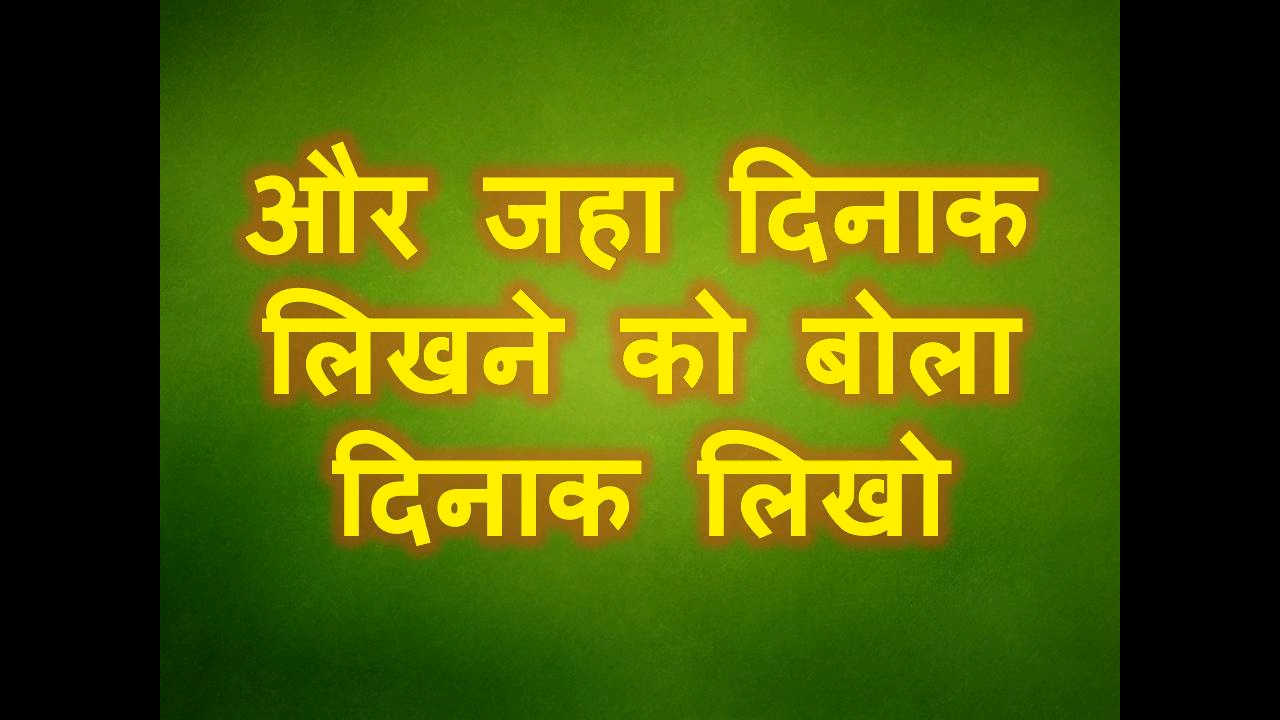 और जहा दिनाक
लिखने को बोला
दिनाक लिखो